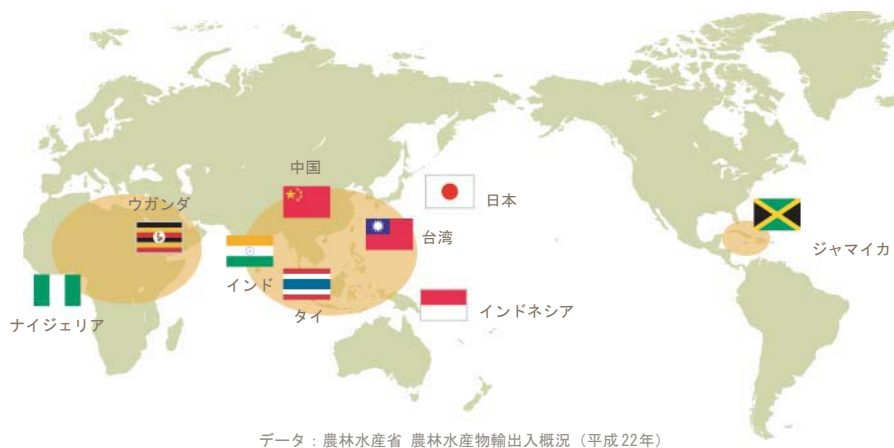 中国
ウガンダ
日本
台湾
ジャマイカ
インド
タイ
インドネシア
ナイジェリア
データ：農林水産省 農林水産物輸出入概況（平成22年）